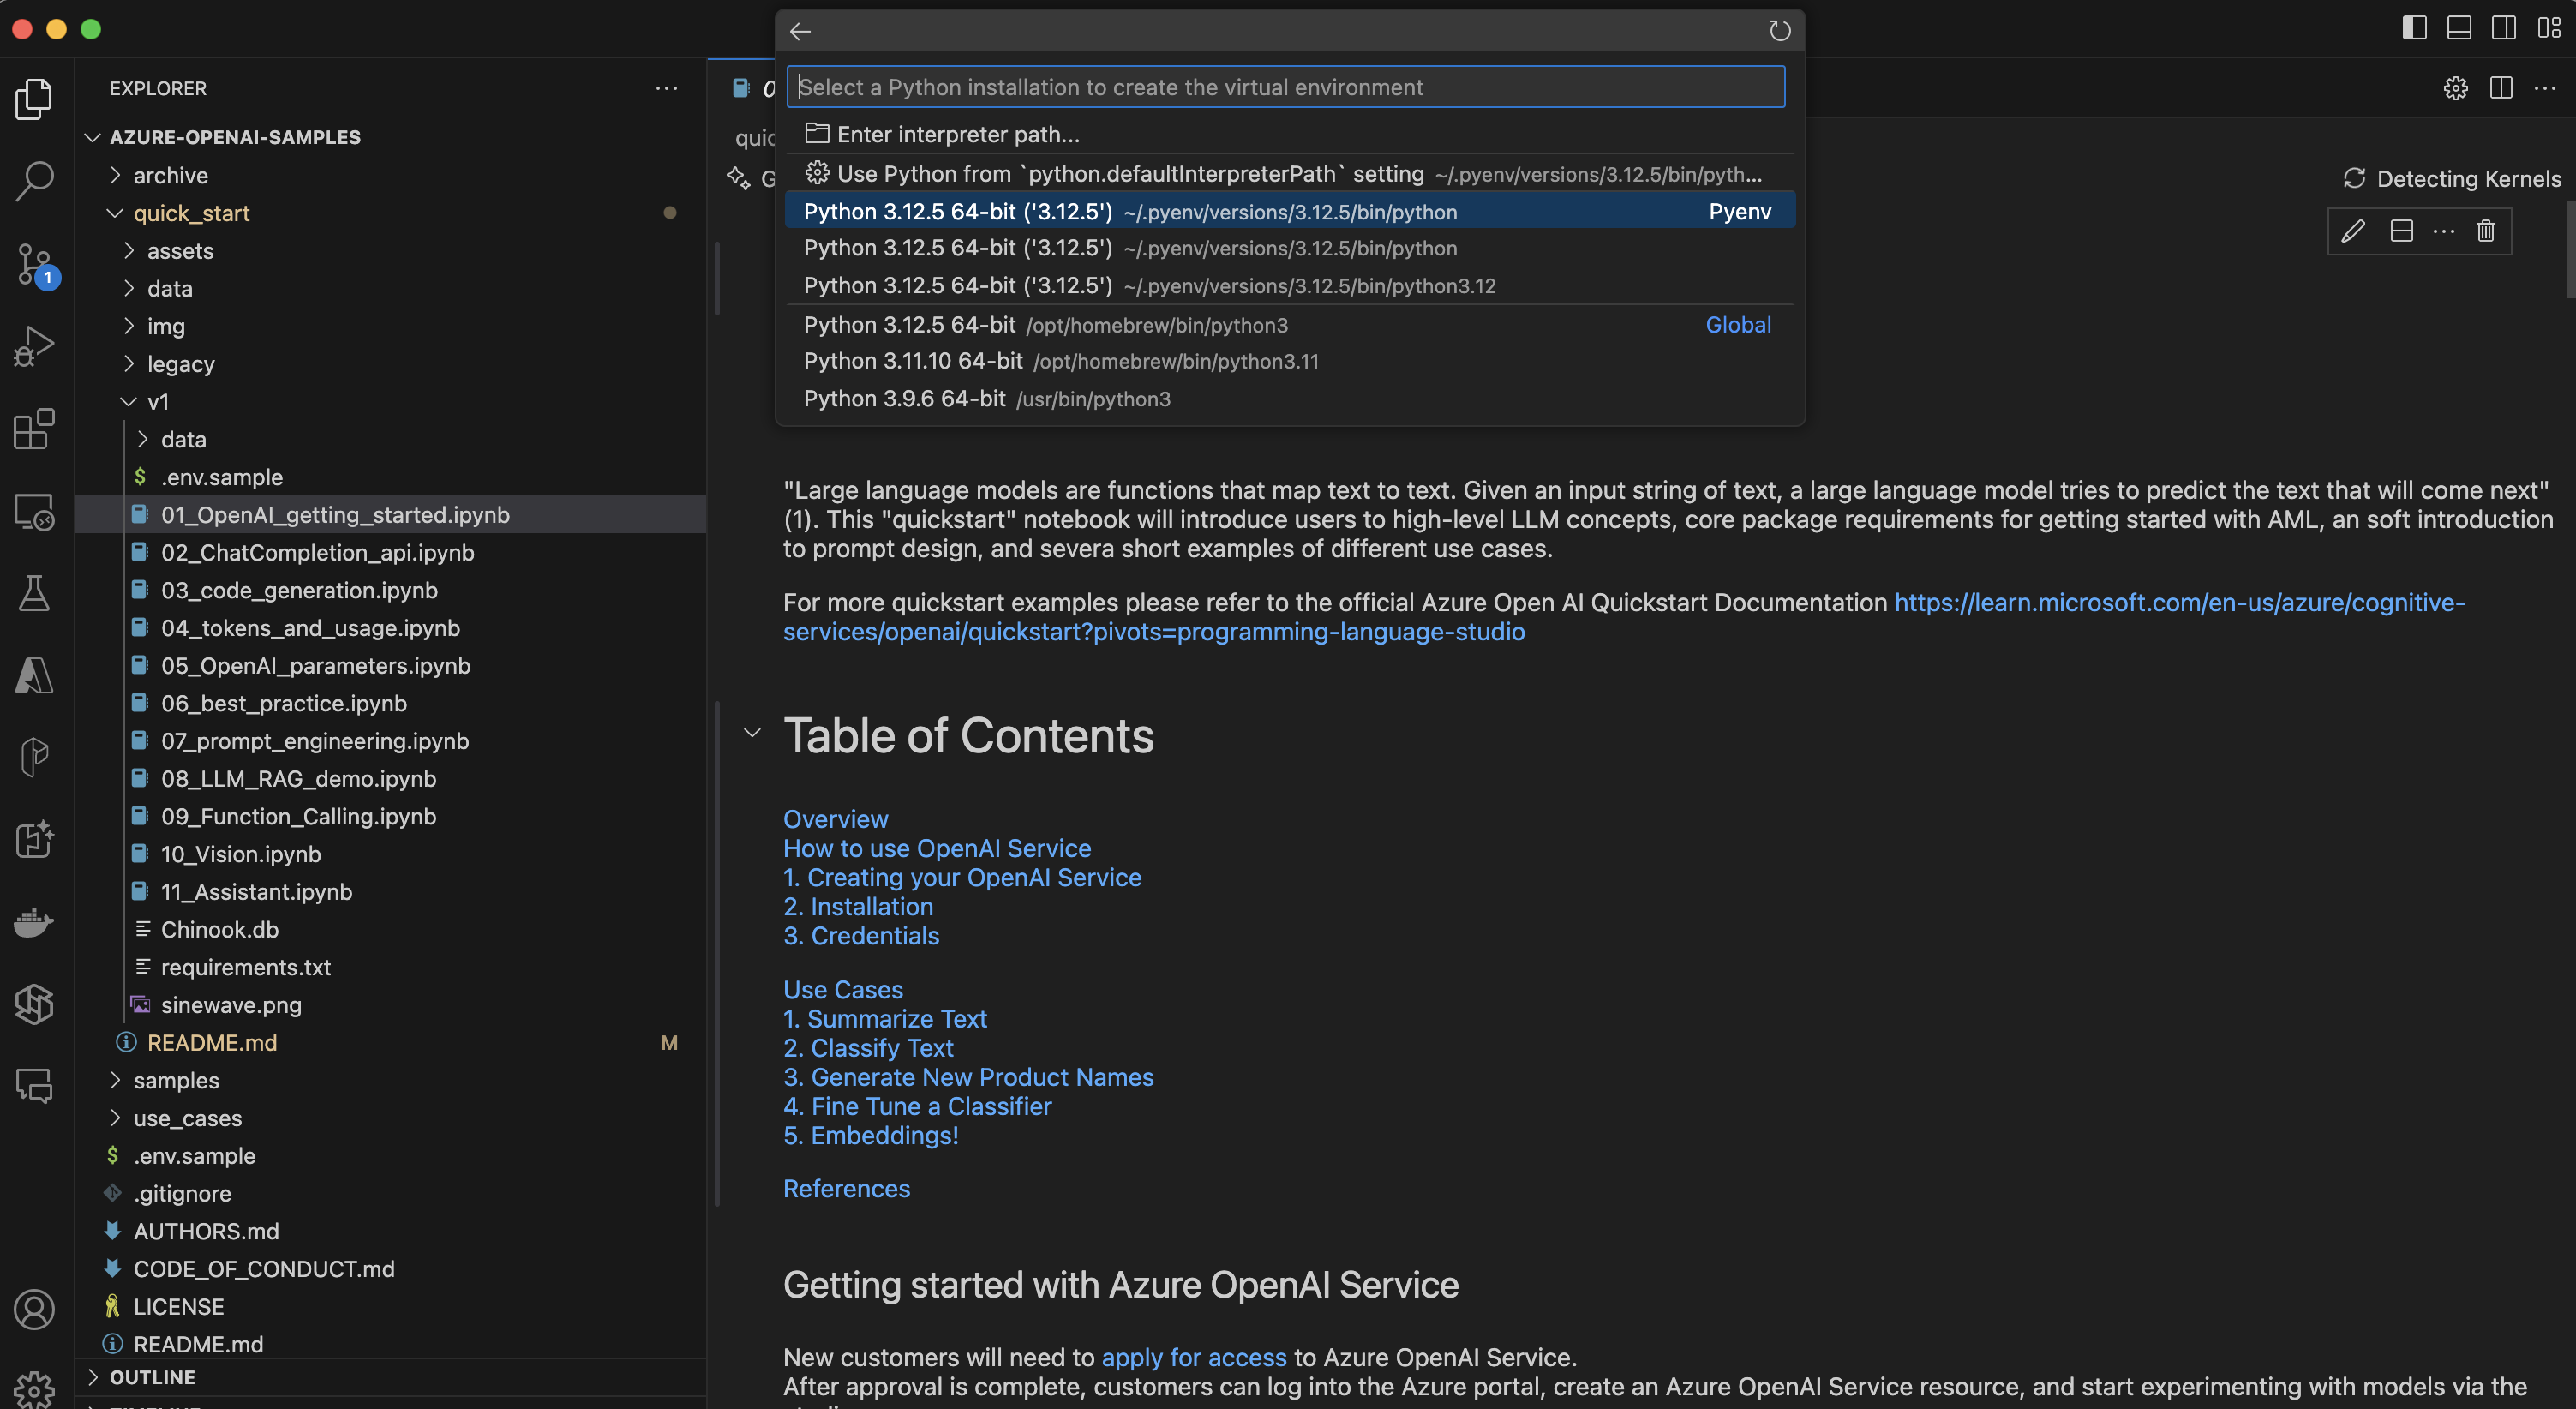 Select a Python installation to create the virtual environment
Enter interpreter path...
Use Python from `python.defaultInterpreterPath` setting ~/.pyenv/versions/3.12.5/bin/pyth...
Python 3.12.5 64-bit ('3.12.5') ~/.pyenv/versions/3.12.5/bin/python Pyenv
Python 3.12.5 64-bit ('3.12.5') ~/.pyenv/versions/3.12.5/bin/python
Python 3.12.5 64-bit ('3.12.5') ~/.pyenv/versions/3.12.5/bin/python3.12
Python 3.12.5 64-bit /opt/homebrew/bin/python3 Global
Python 3.11.10 64-bit /opt/homebrew/bin/python3.11
Python 3.9.6 64-bit /usr/bin/python3
EXPLORER
AZURE-OPENAI-SAMPLES
archive
quick_start
assets
data
img
legacy
v1
data
.env.sample
01_OpenAI_getting_started.ipynb
02_ChatCompletion_api.ipynb
03_code_generation.ipynb
04_tokens_and_usage.ipynb
05_OpenAI_parameters.ipynb
06_best_practice.ipynb
07_prompt_engineering.ipynb
08_LLM_RAG_demo.ipynb
09_Function_Calling.ipynb
10_Vision.ipynb
11_Assistant.ipynb
Chinook.db
requirements.txt
sinewave.png
README.md M
samples
use_cases
.env.sample
.gitignore
AUTHORS.md
CODE_OF_CONDUCT.md
LICENSE
README.md
OUTLINE
1
Detecting Kernels
"Large language models are functions that map text to text. Given an input string of text, a large language model tries to predict the text that will come next"
(1). This "quickstart" notebook will introduce users to high-level LLM concepts, core package requirements for getting started with AML, an soft introduction
to prompt design, and severa short examples of different use cases.
For more quickstart examples please refer to the official Azure Open AI Quickstart Documentation https://learn.microsoft.com/en-us/azure/cognitive-
services/openai/quickstart?pivots=programming-language-studio
Table of Contents
Overview
How to use OpenAI Service
1. Creating your OpenAI Service
2. Installation
3. Credentials
Use Cases
1. Summarize Text
2. Classify Text
3. Generate New Product Names
4. Fine Tune a Classifier
5. Embeddings!
References
Getting started with Azure OpenAI Service
New customers will need to apply for access to Azure OpenAI Service.
After approval is complete, customers can log into the Azure portal, create an Azure OpenAI Service resource, and start experimenting with models via the